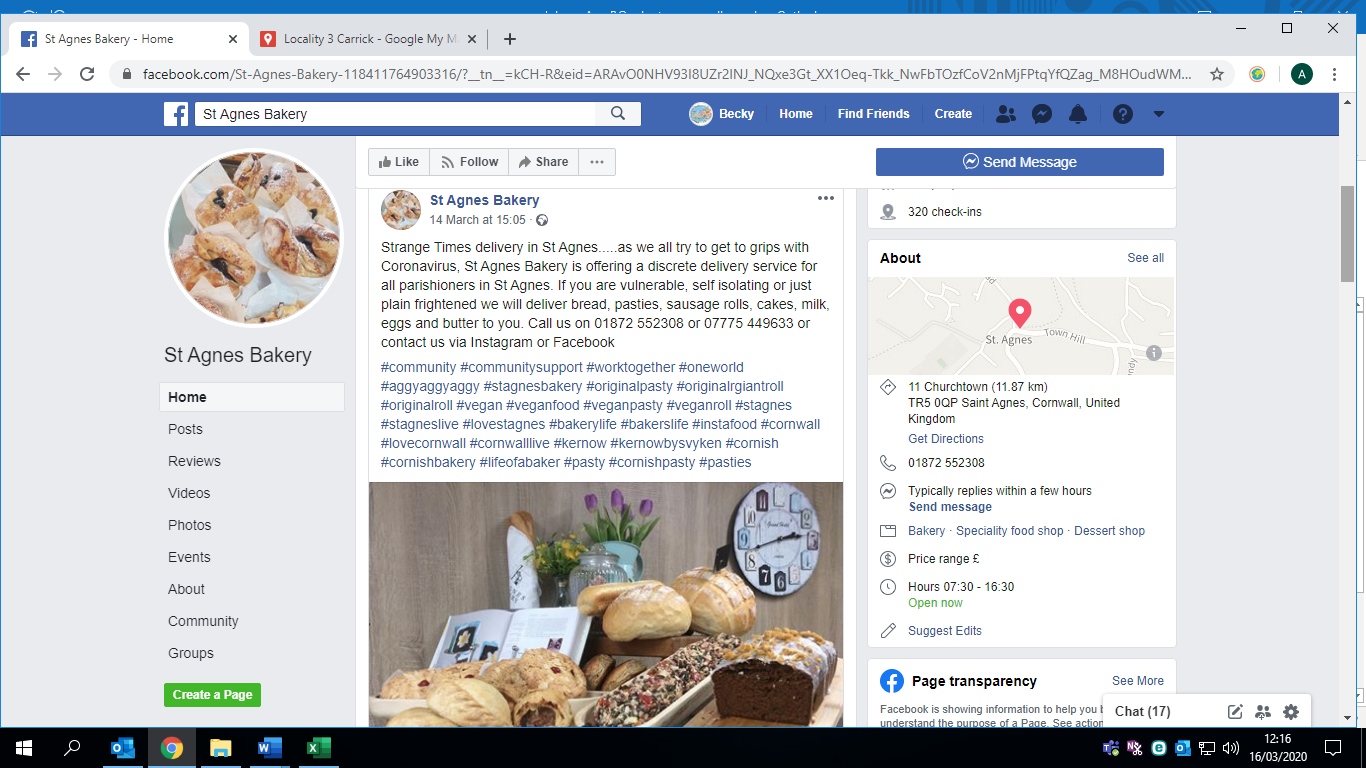 St Agnes Bakery - Home
Locality 3 Carrick - Google My M
facebook.com/St-Agnes-Bakery-118411764903316/?__tn__=kCH-R&eid=ARAvO0NHV93I8UZr2INJ_NQxe3Gt_XX1Oeq-Tkk_NwFbTOzfCoV2nMjFPtqYfQZag_M8HOudWM...
A
St Agnes Bakery
Becky
Home
Find Friends
Create
Like
Follow
Share
Send Message
St Agnes Bakery
Home
Posts
Reviews
Videos
Photos
Events
About
Community
Groups
Create a Page
St Agnes Bakery
14 March at 15:05 ·
Strange Times delivery in St Agnes.....as we all try to get to grips with
Coronavirus, St Agnes Bakery is offering a discrete delivery service for
all parishioners in St Agnes. If you are vulnerable, self isolating or just
plain frightened we will deliver bread, pasties, sausage rolls, cakes, milk,
eggs and butter to you. Call us on 01872 552308 or 07775 449633 or
contact us via Instagram or Facebook
#community #communitysupport #worktogether #oneworld
#aggyaggyaggy #stagnesbakery #originalpasty #originalrgiantroll
#originalroll #vegan #veganfood #veganpasty #veganroll #stagnes
#stagneslive #lovestagnes #bakerylife #bakerslife #instafood #cornwall
#lovecornwall #cornwalllive #kernow #kernowbysvyken #cornish
#cornishbakery #lifeofabaker #pasty #cornishpasty #pasties
320 check-ins
About
See all
St. Agnes
Town Hill
11 Churchtown (11.87 km)
TR5 0QP Saint Agnes, Cornwall, United
Kingdom
Get Directions
01872 552308
Typically replies within a few hours
Send message
Bakery · Speciality food shop · Dessert shop
Price range £
Hours 07:30 - 16:30
Open now
Suggest Edits
Page transparency
See More
Facebook is showing information to help you
understand the purpose of a Page. See action
Chat (17)
12:16
16/03/2020